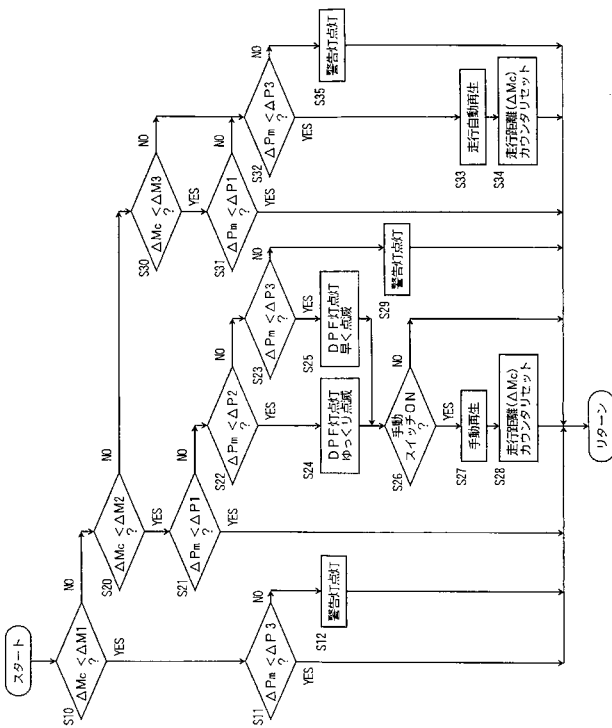 スタート
S10
ΔMc<ΔM1
?
NO
YES
S11
ΔPm<ΔP3
?
NO
YES
S12
警告灯点灯
S20
ΔMc<ΔM2
?
NO
YES
S21
ΔPm<ΔP1
?
NO
YES
S22
ΔPm<ΔP2
?
NO
YES
S23
ΔPm<ΔP3
?
NO
YES
S24
DPF灯点灯
ゆっくり点滅
S25
DPF灯点灯
早く点滅
S26
手動
スイッチON
?
NO
YES
S27
手動再生
S28
走行距離(ΔMc)
カウンタリセット
S29
警告灯点灯
S30
ΔMc<ΔM3
?
NO
YES
S31
ΔPm<ΔP1
?
NO
YES
S32
ΔPm<ΔP3
?
NO
YES
S33
走行自動再生
S34
走行距離(ΔMc)
カウンタリセット
S35
警告灯点灯
リターン